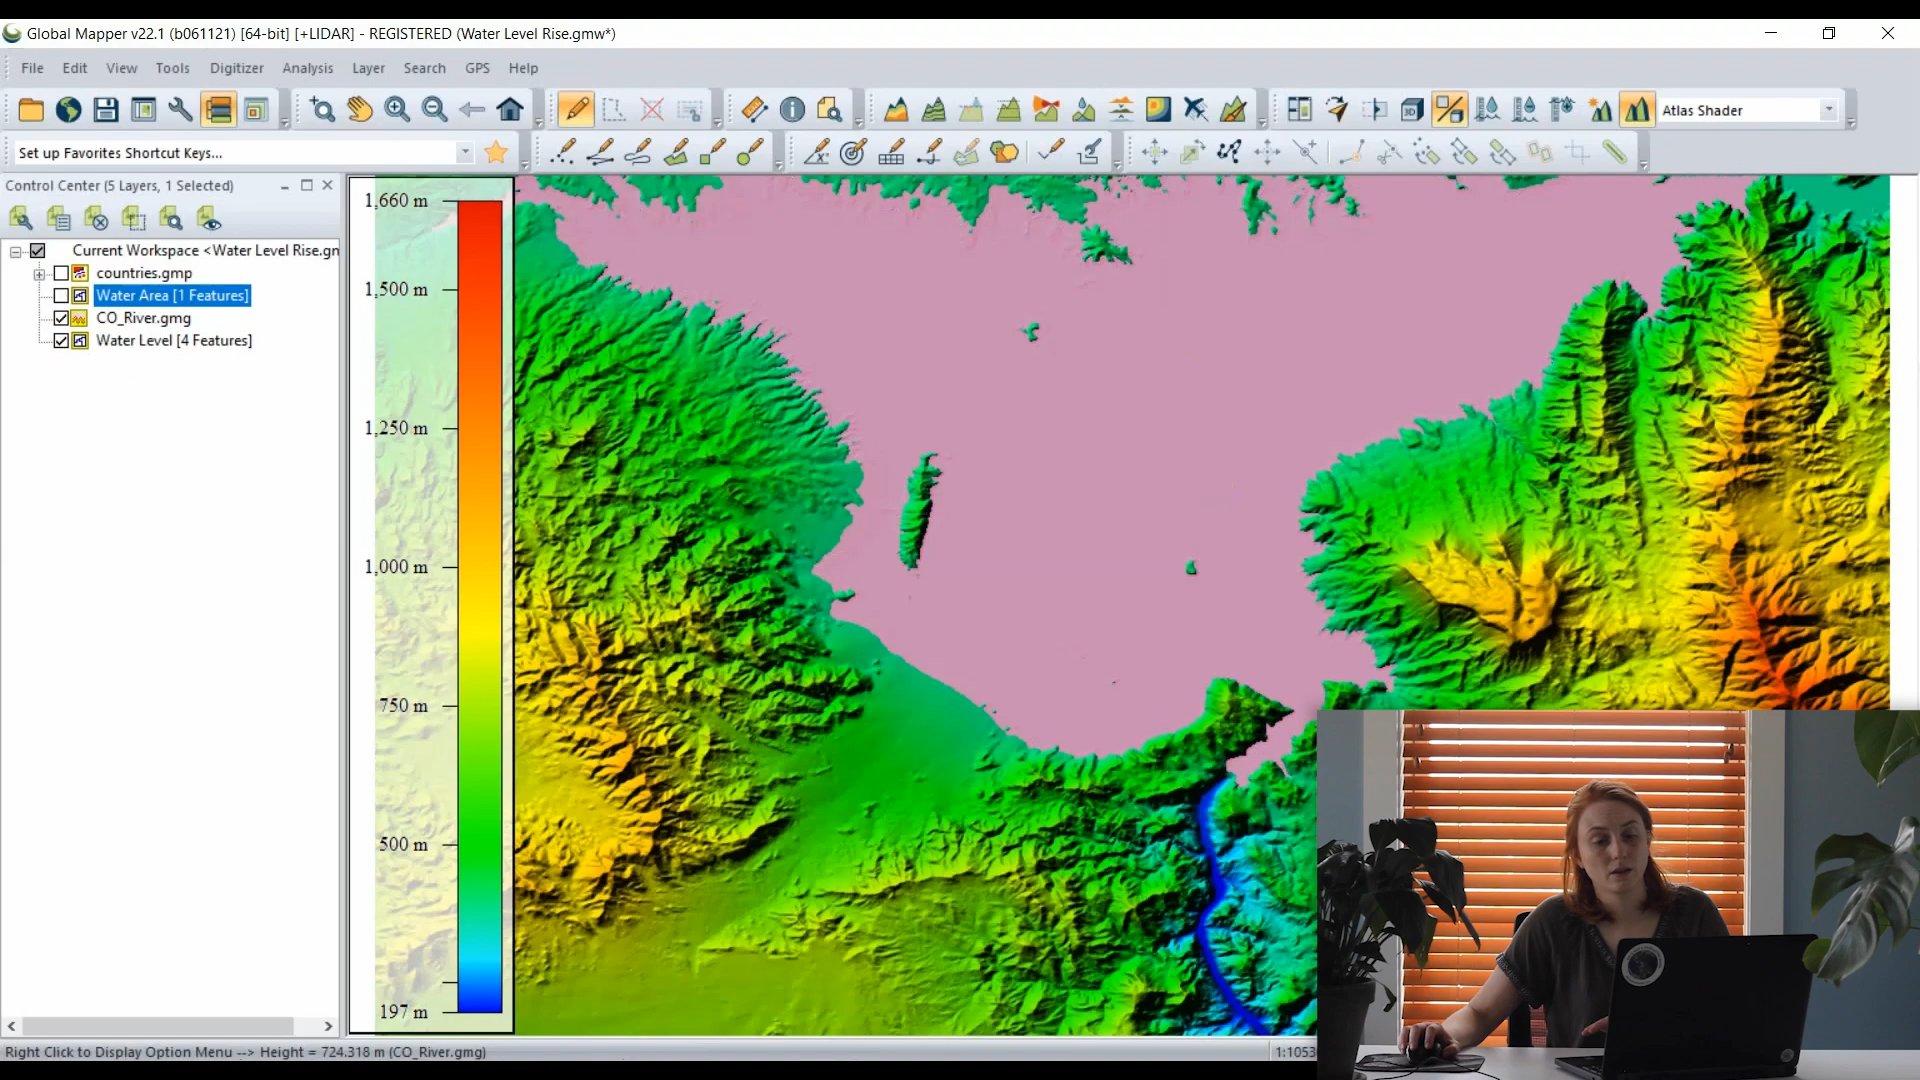 Global Mapper v22.1 (b061121) [64-bit] [+LIDAR] - REGISTERED (Water Level Rise.gmw*)
File Edit View Tools Digitizer Analysis Layer Search GPS Help
Atlas Shader
Set up Favorites Shortcut Keys...
Control Center (5 Layers, 1 Selected)
Current Workspace <Water Level Rise.gm
countries.gmp
Water Area [1 Features]
CO_River.gmg
Water Level [4 Features]
1,660 m
1,500 m
1,250 m
1,000 m
750 m
500 m
197 m
Right Click to Display Option Menu --> Height = 724.318 m (CO_River.gmg)
1:1053